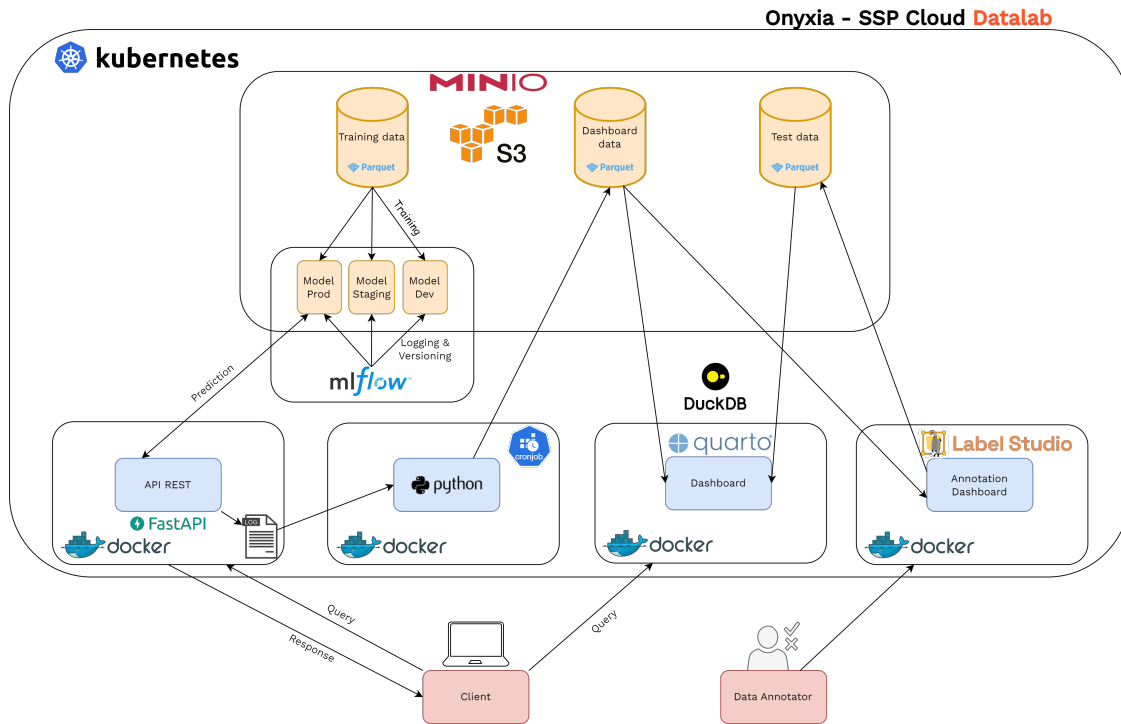 Onyxia - SSP Cloud Datalab
kubernetes
MINIO
S3
Training data
Parquet
Dashboard
data
Parquet
Test data
Parquet
Training
Model
Prod
Model
Staging
Model
Dev
Logging &
Versioning
mlflow™
Prediction
DuckDB
API REST
FastAPI
LOG
docker
cronjob
python
docker
quarto®
Dashboard
docker
Label Studio
Annotation
Dashboard
docker
Query
Response
Query
Client
Data Annotator